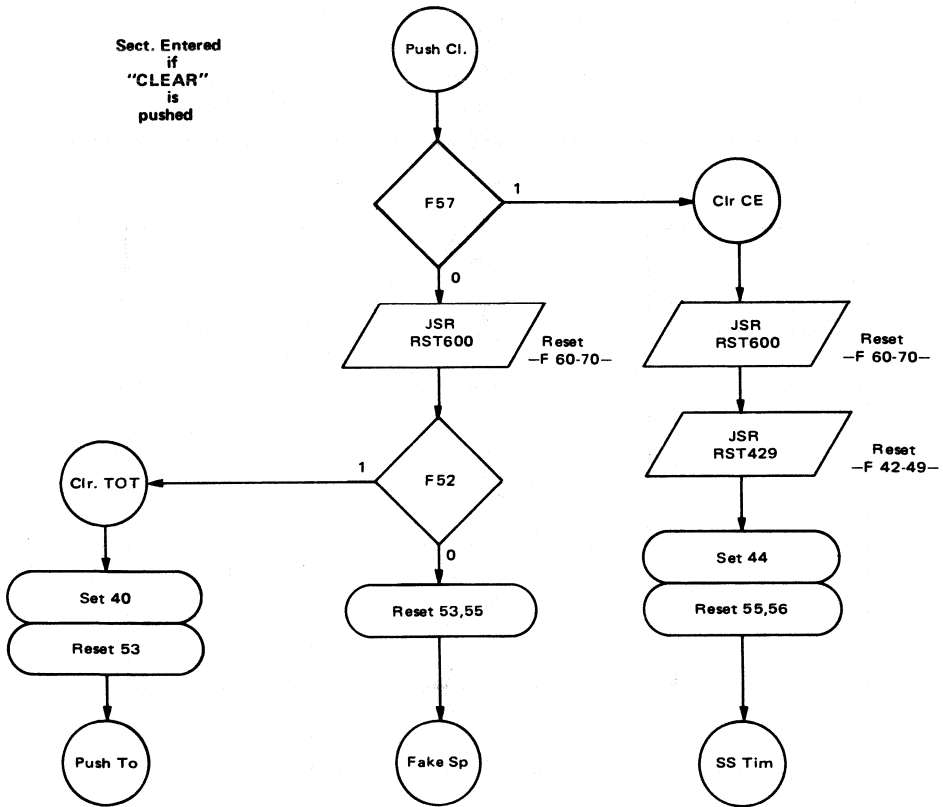 Sect. Entered
if
"CLEAR"
is
pushed
Push Cl.
F57
1
Clr CE
0
JSR
RST600
Reset
—F 60-70—
JSR
RST600
Reset
—F 60-70—
JSR
RST429
Reset
—F 42-49—
Clr. TOT
1
F52
0
Set 44
Reset 55,56
Set 40
Reset 53
Reset 53,55
Push To
Fake Sp
SS Tim